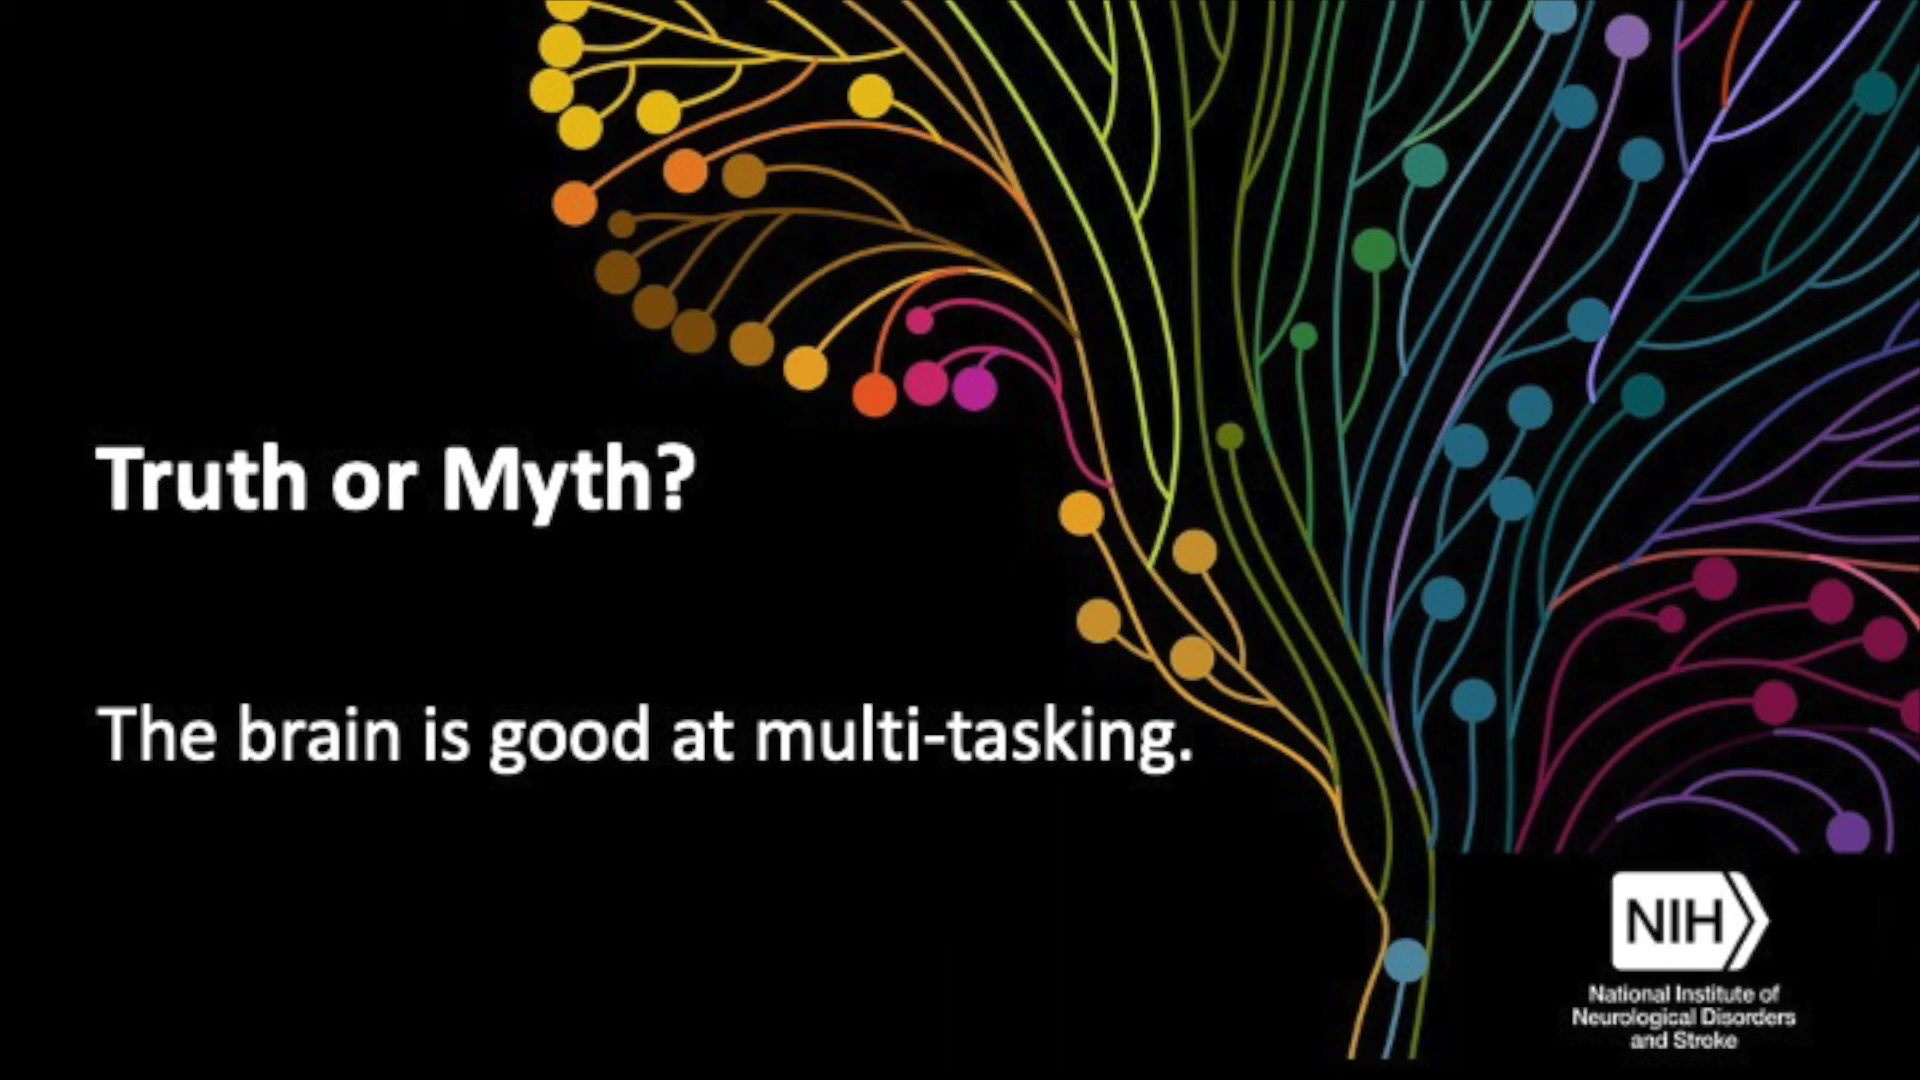 Truth or Myth?
The brain is good at multi-tasking.
NIH
National Institute of
Neurological Disorders
and Stroke